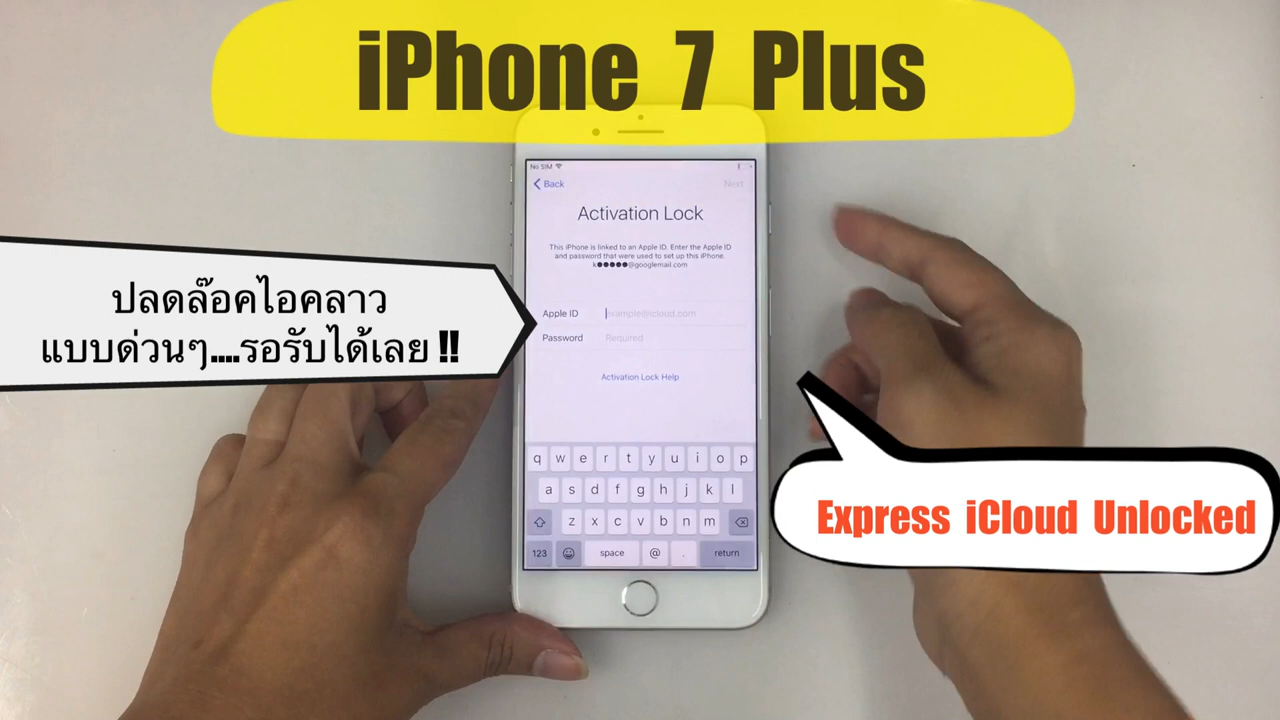 iPhone 7 Plus
No SIM
Back
Next
Activation Lock
This iPhone is linked to an Apple ID. Enter the Apple ID
and password that were used to set up this iPhone.
k●●●●●@googlemail.com
ปลดล๊อคไอคลาว
แบบด่วนๆ....รอรับได้เลย !!
Apple ID example@icloud.com
Password Required
Activation Lock Help
q w e r t y u i o p
a s d f g h j k l
z x c v b n m
123 space @ . return
Express iCloud Unlocked